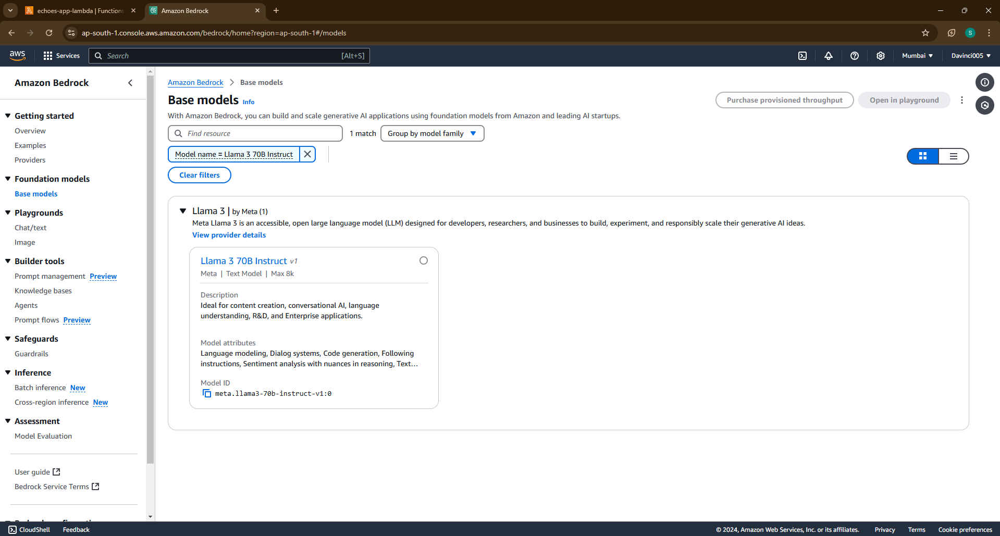 echoes-app-lambda | Functions
Amazon Bedrock
ap-south-1.console.aws.amazon.com/bedrock/home?region=ap-south-1#/models
S
aws
Services
Search
[Alt+S]
Mumbai
Davinci005
Amazon Bedrock
Getting started
Overview
Examples
Providers
Foundation models
Base models
Playgrounds
Chat/text
Image
Builder tools
Prompt management Preview
Knowledge bases
Agents
Prompt flows Preview
Safeguards
Guardrails
Inference
Batch inference New
Cross-region inference New
Assessment
Model Evaluation
User guide
Bedrock Service Terms
Amazon Bedrock > Base models
Base models Info
Purchase provisioned throughput
Open in playground
With Amazon Bedrock, you can build and scale generative AI applications using foundation models from Amazon and leading AI startups.
Find resource
1 match
Group by model family
Model name = Llama 3 70B Instruct
Clear filters
Llama 3 | by Meta (1)
Meta Llama 3 is an accessible, open large language model (LLM) designed for developers, researchers, and businesses to build, experiment, and responsibly scale their generative AI ideas.
View provider details
Llama 3 70B Instruct v1
Meta | Text Model | Max 8k
Description
Ideal for content creation, conversational AI, language
understanding, R&D, and Enterprise applications.
Model attributes
Language modeling, Dialog systems, Code generation, Following
instructions, Sentiment analysis with nuances in reasoning, Text...
Model ID
meta.llama3-70b-instruct-v1:0
CloudShell
Feedback
© 2024, Amazon Web Services, Inc. or its affiliates.
Privacy
Terms
Cookie preferences